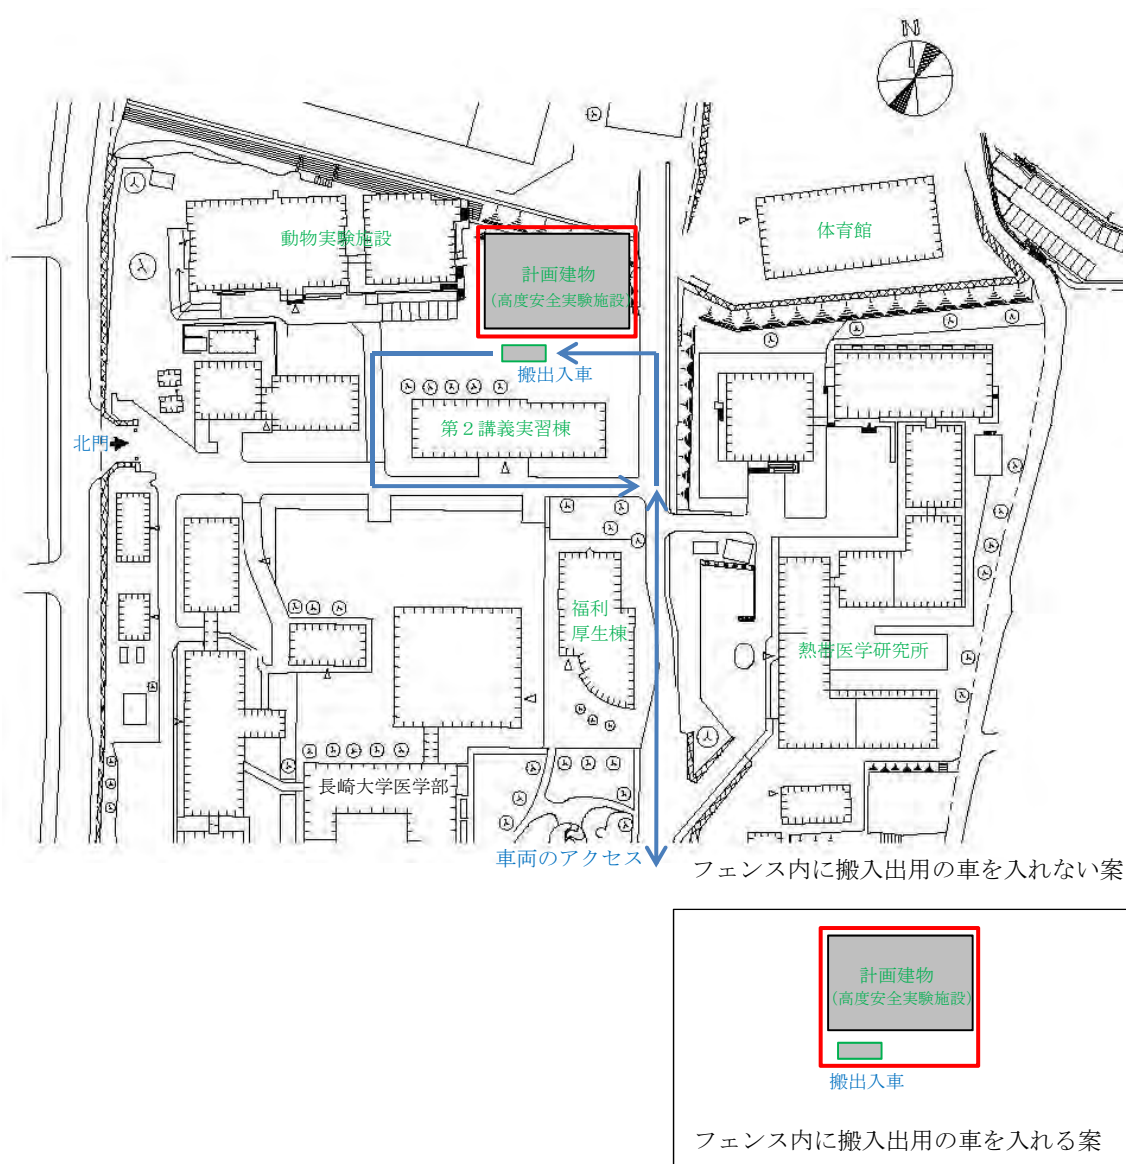 N
動物実験施設
体育館
計画建物
(高度安全実験施設)
搬出入車
第２講義実習棟
北門
福利
厚生棟
熱帯医学研究所
長崎大学医学部
車両のアクセス
フェンス内に搬入出用の車を入れない案
計画建物
(高度安全実験施設)
搬出入車
フェンス内に搬入出用の車を入れる案